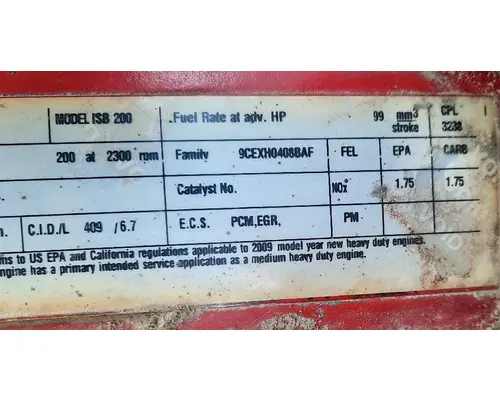 MODEL ISB 200 Fuel Rate at adv. HP 99 mm3 stroke CPL 3238
200 at 2300 rpm Family 9CEXH0408BAF FEL EPA CARB
Catalyst No. NOx 1.75 1.75
C.I.D./L 409 / 6.7 E.C.S. PCM,EGR, PM
to US EPA and California regulations applicable to 2009 model year new heavy duty engines.
has a primary intended service application as a medium heavy duty engine.